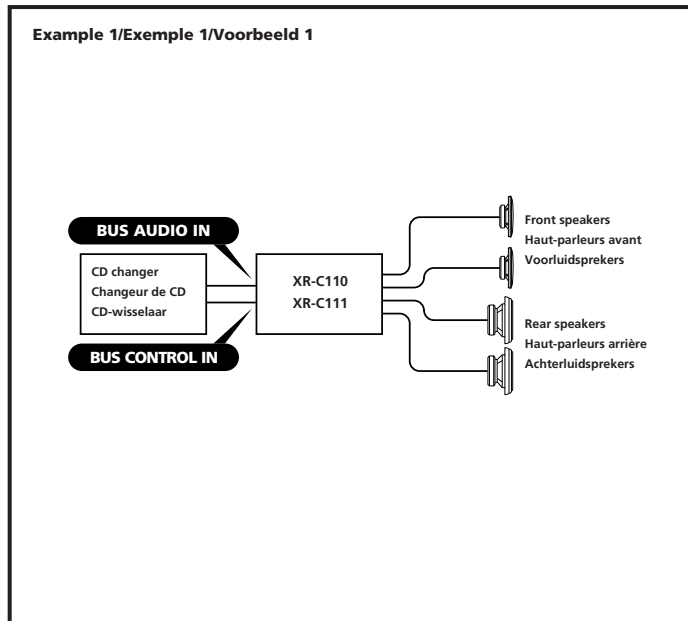 Example 1/Exemple 1/Voorbeeld 1
BUS AUDIO IN
CD changer
Changeur de CD
CD-wisselaar
BUS CONTROL IN
XR-C110
XR-C111
Front speakers
Haut-parleurs avant
Voorluidsprekers
Rear speakers
Haut-parleurs arrière
Achterluidsprekers